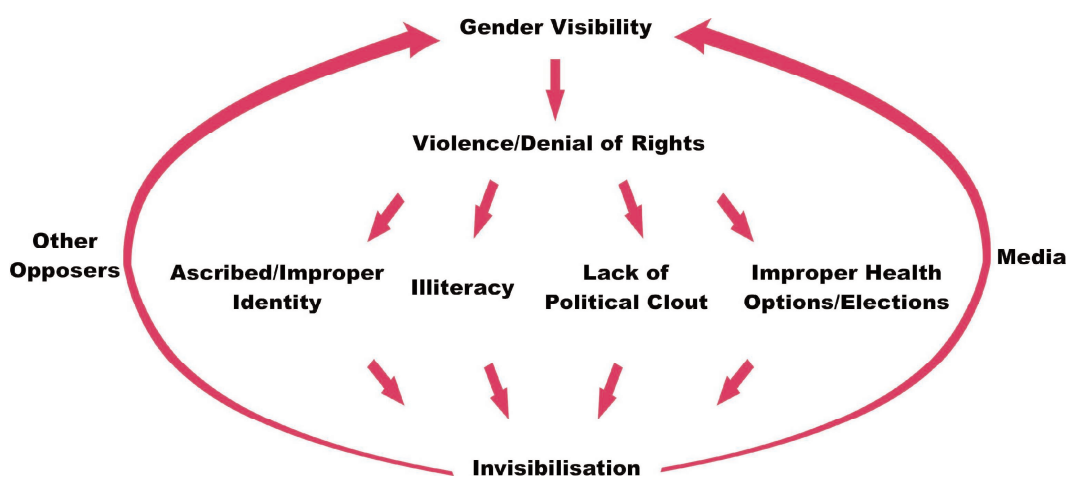 Gender Visibility
Violence/Denial of Rights
Other
Opposers
Ascribed/Improper
Identity
Illiteracy
Lack of
Political Clout
Improper Health
Options/Elections
Media
Invisibilisation